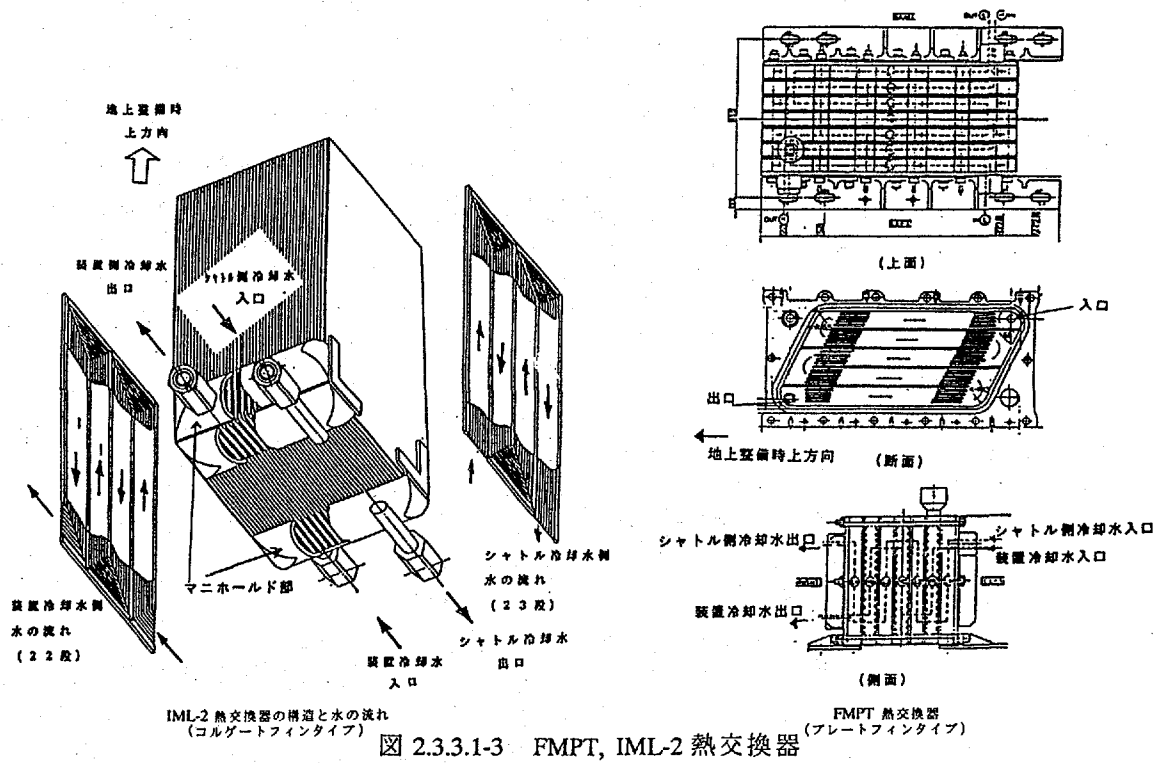 地上整備時
上方向
装置側冷却水
出口
シャトル側冷却水
入口
マニホールド部
装置冷却水側
水の流れ
(22段)
シャトル冷却水側
水の流れ
(23段)
シャトル冷却水
出口
装置冷却水
入口
IML-2 熱交換器の構造と水の流れ
(コルゲートフィンタイプ)
OUT
(上面)
入口
出口
地上整備時上方向
(断面)
シャトル側冷却水出口
シャトル側冷却水入口
装置冷却水入口
装置冷却水出口
(側面)
FMPT 熱交換器
(プレートフィンタイプ)
図 2.3.3.1-3 FMPT, IML-2 熱交換器